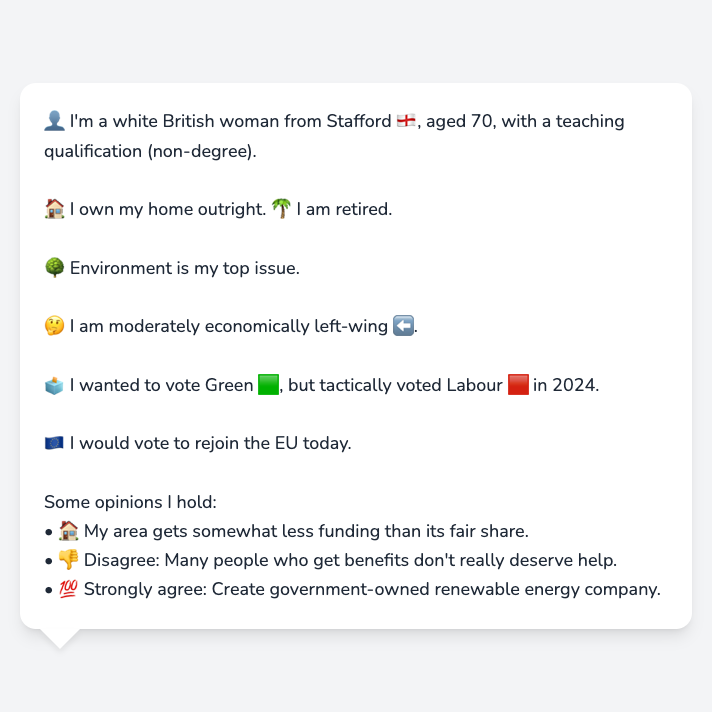 👤 I'm a white British woman from Stafford 🏴󠁧󠁢󠁥󠁮󠁧󠁿, aged 70, with a teaching
qualification (non-degree).
🏠 I own my home outright. 🌴 I am retired.
🌳 Environment is my top issue.
🤔 I am moderately economically left-wing ⬅️.
🗳️ I wanted to vote Green 🟩, but tactically voted Labour 🟥 in 2024.
🇪🇺 I would vote to rejoin the EU today.
Some opinions I hold:
• 🏠 My area gets somewhat less funding than its fair share.
• 👎 Disagree: Many people who get benefits don't really deserve help.
• 💯 Strongly agree: Create government-owned renewable energy company.